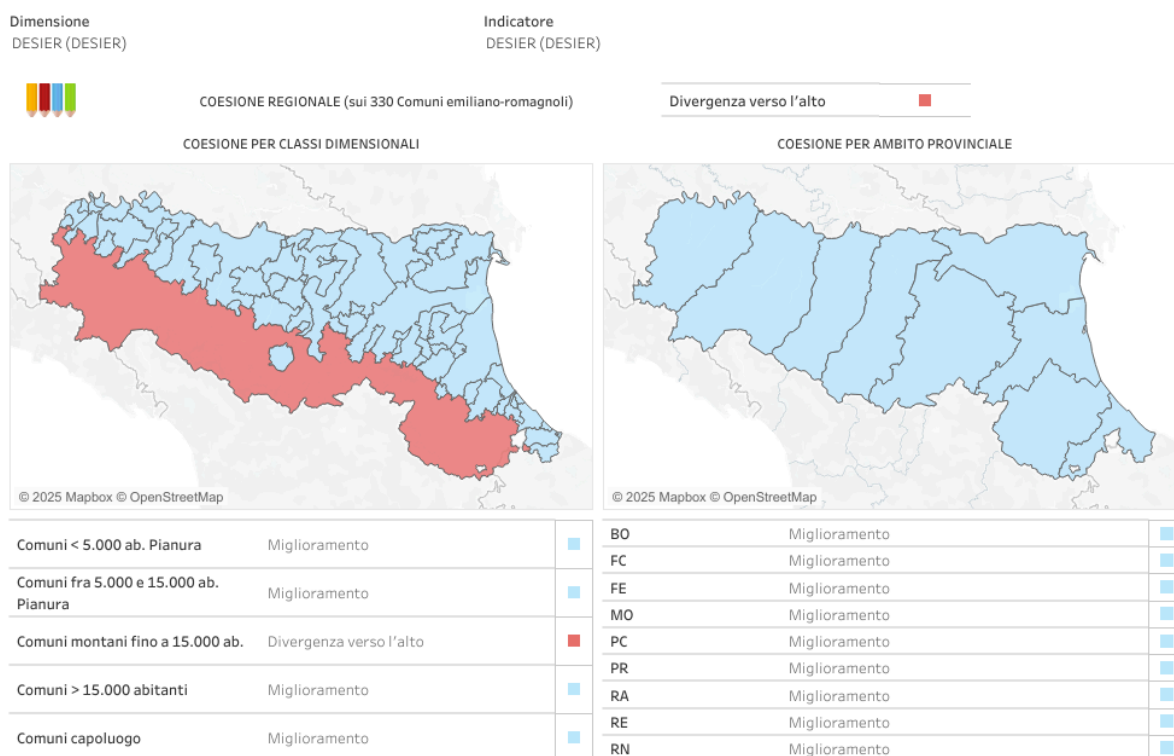 Dimensione
DESIER (DESIER)
Indicatore
DESIER (DESIER)
COESIONE REGIONALE (sui 330 Comuni emiliano-romagnoli)
Divergenza verso l'alto
COESIONE PER CLASSI DIMENSIONALI
COESIONE PER AMBITO PROVINCIALE
© 2025 Mapbox © OpenStreetMap
© 2025 Mapbox © OpenStreetMap
Comuni < 5.000 ab. Pianura Miglioramento
Comuni fra 5.000 e 15.000 ab.
Pianura Miglioramento
Comuni montani fino a 15.000 ab. Divergenza verso l'alto
Comuni > 15.000 abitanti Miglioramento
Comuni capoluogo Miglioramento
BO Miglioramento
FC Miglioramento
FE Miglioramento
MO Miglioramento
PC Miglioramento
PR Miglioramento
RA Miglioramento
RE Miglioramento
RN Miglioramento